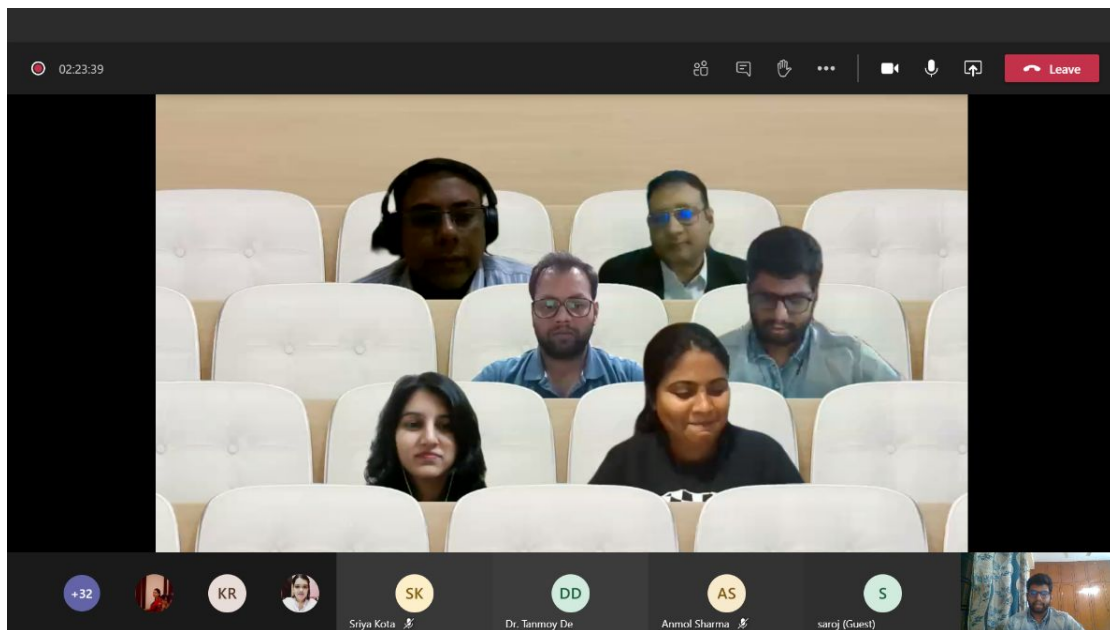 02:23:39
Leave
+32
KR
SK
DD
AS
S
Sriya Kota
Dr. Tanmoy De
Anmol Sharma
saroj (Guest)